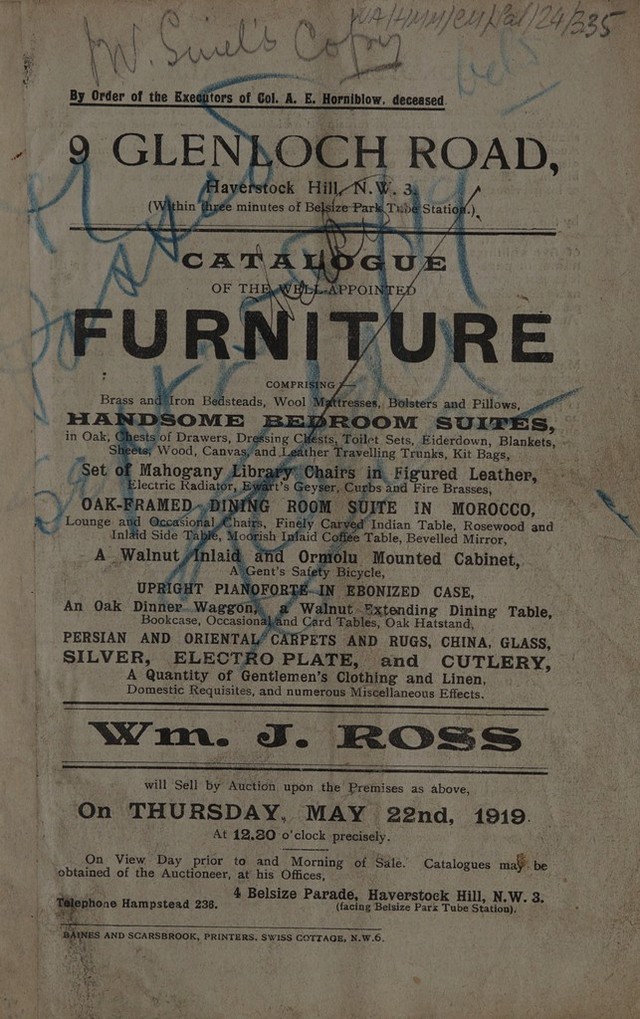 Copy
By Order of the Executors of Col. A. E. Horniblow, deceased.
9 GLENLOCH ROAD,
Haverstock Hill, N.W. 3.
(Within three minutes of Belsize Park Tube Station.)
CATALOGUE
OF THE WELL-APPOINTED
FURNITURE
COMPRISING—
Brass and Iron Bedsteads, Wool Mattresses, Bolsters and Pillows,
HANDSOME BEDROOM SUITES,
in Oak, Chests of Drawers, Dressing Chests, Toilet Sets, Eiderdown, Blankets,
Sheets, Wood, Canvas, and Leather Travelling Trunks, Kit Bags,
Set of Mahogany Library Chairs in Figured Leather,
Electric Radiator, Ewart's Geyser, Curbs and Fire Brasses,
OAK-FRAMED DINING ROOM SUITE IN MOROCCO,
Lounge and Occasional Chairs, Finely Carved Indian Table, Rosewood and
Inlaid Side Table, Moorish Inlaid Coffee Table, Bevelled Mirror,
A Walnut Inlaid and Ormolu Mounted Cabinet,
A Gent's Safety Bicycle,
UPRIGHT PIANOFORTE IN EBONIZED CASE,
An Oak Dinner Waggon, a Walnut Extending Dining Table,
Bookcase, Occasional and Card Tables, Oak Hatstand,
PERSIAN AND ORIENTAL CARPETS AND RUGS, CHINA, GLASS,
SILVER, ELECTRO PLATE, and CUTLERY,
A Quantity of Gentlemen's Clothing and Linen,
Domestic Requisites, and numerous Miscellaneous Effects.
Wm. J. ROSS
will Sell by Auction upon the Premises as above,
On THURSDAY, MAY 22nd, 1919.
At 12.30 o'clock precisely.
On View Day prior to and Morning of Sale. Catalogues may be
obtained of the Auctioneer, at his Offices,
4 Belsize Parade, Haverstock Hill, N.W. 3.
Telephone Hampstead 236. (facing Belsize Park Tube Station).
BAINES AND SCARSBROOK, PRINTERS. SWISS COTTAGE, N.W.6.